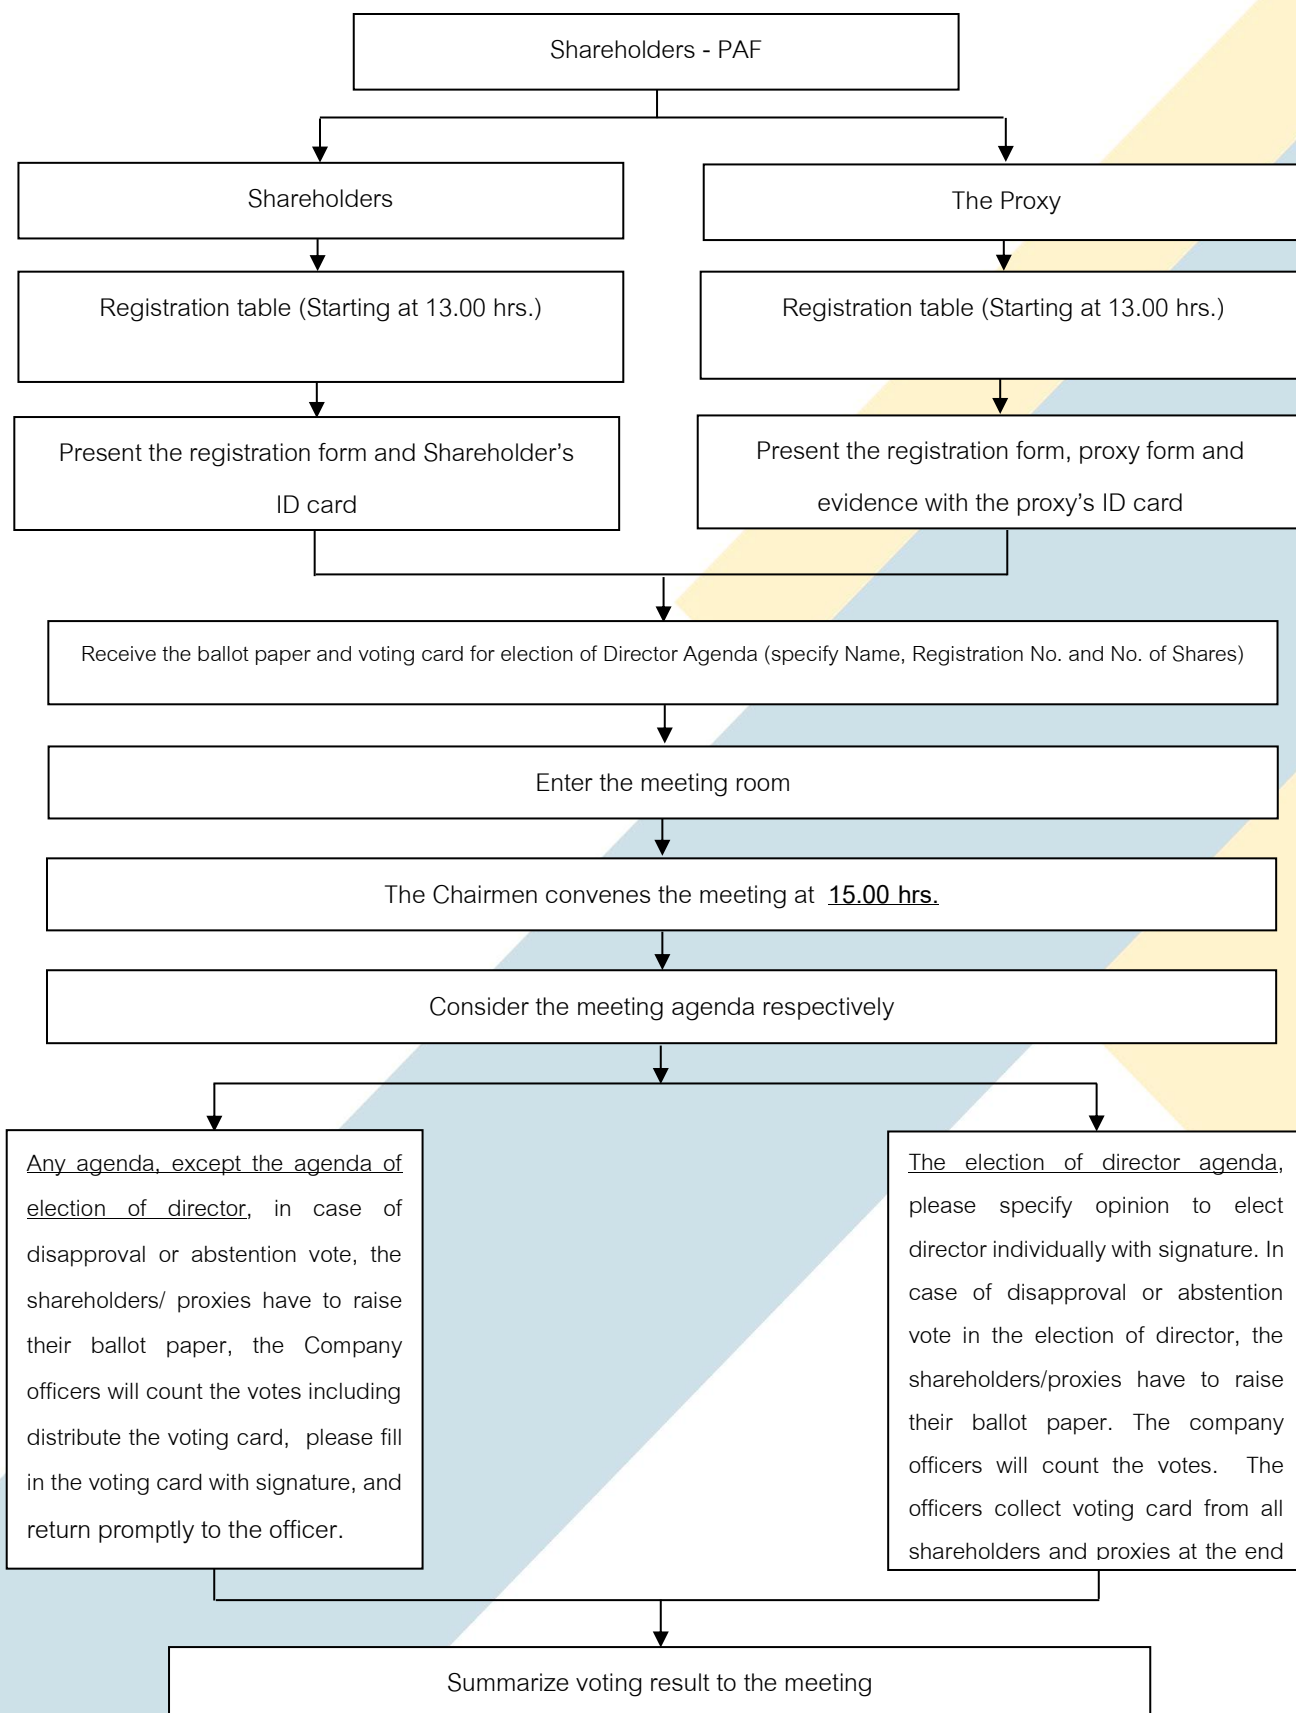 Shareholders - PAF
Shareholders
The Proxy
Registration table (Starting at 13.00 hrs.)
Registration table (Starting at 13.00 hrs.)
Present the registration form and Shareholder’s
ID card
Present the registration form, proxy form and
evidence with the proxy’s ID card
Receive the ballot paper and voting card for election of Director Agenda (specify Name, Registration No. and No. of Shares)
Enter the meeting room
The Chairmen convenes the meeting at 15.00 hrs.
Consider the meeting agenda respectively
Any agenda, except the agenda of
election of director, in case of
disapproval or abstention vote, the
shareholders/ proxies have to raise
their ballot paper, the Company
officers will count the votes including
distribute the voting card, please fill
in the voting card with signature, and
return promptly to the officer.
The election of director agenda,
please specify opinion to elect
director individually with signature. In
case of disapproval or abstention
vote in the election of director, the
shareholders/proxies have to raise
their ballot paper. The company
officers will count the votes. The
officers collect voting card from all
shareholders and proxies at the end
Summarize voting result to the meeting